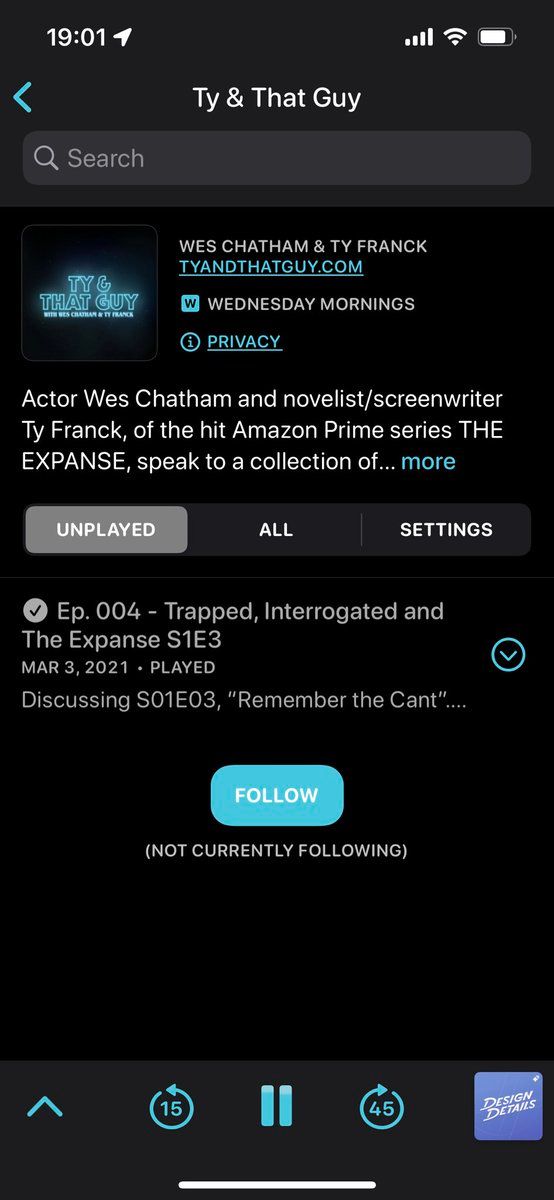 19:01
Ty & That Guy
Search
TY &
THAT GUY
WITH WES CHATHAM & TY FRANCK
WES CHATHAM & TY FRANCK
TYANDTHATGUY.COM
W WEDNESDAY MORNINGS
PRIVACY
Actor Wes Chatham and novelist/screenwriter
Ty Franck, of the hit Amazon Prime series THE
EXPANSE, speak to a collection of... more
UNPLAYED ALL SETTINGS
Ep. 004 - Trapped, Interrogated and
The Expanse S1E3
MAR 3, 2021 • PLAYED
Discussing S01E03, "Remember the Cant"....
FOLLOW
(NOT CURRENTLY FOLLOWING)
15 45
DESIGN
DETAILS